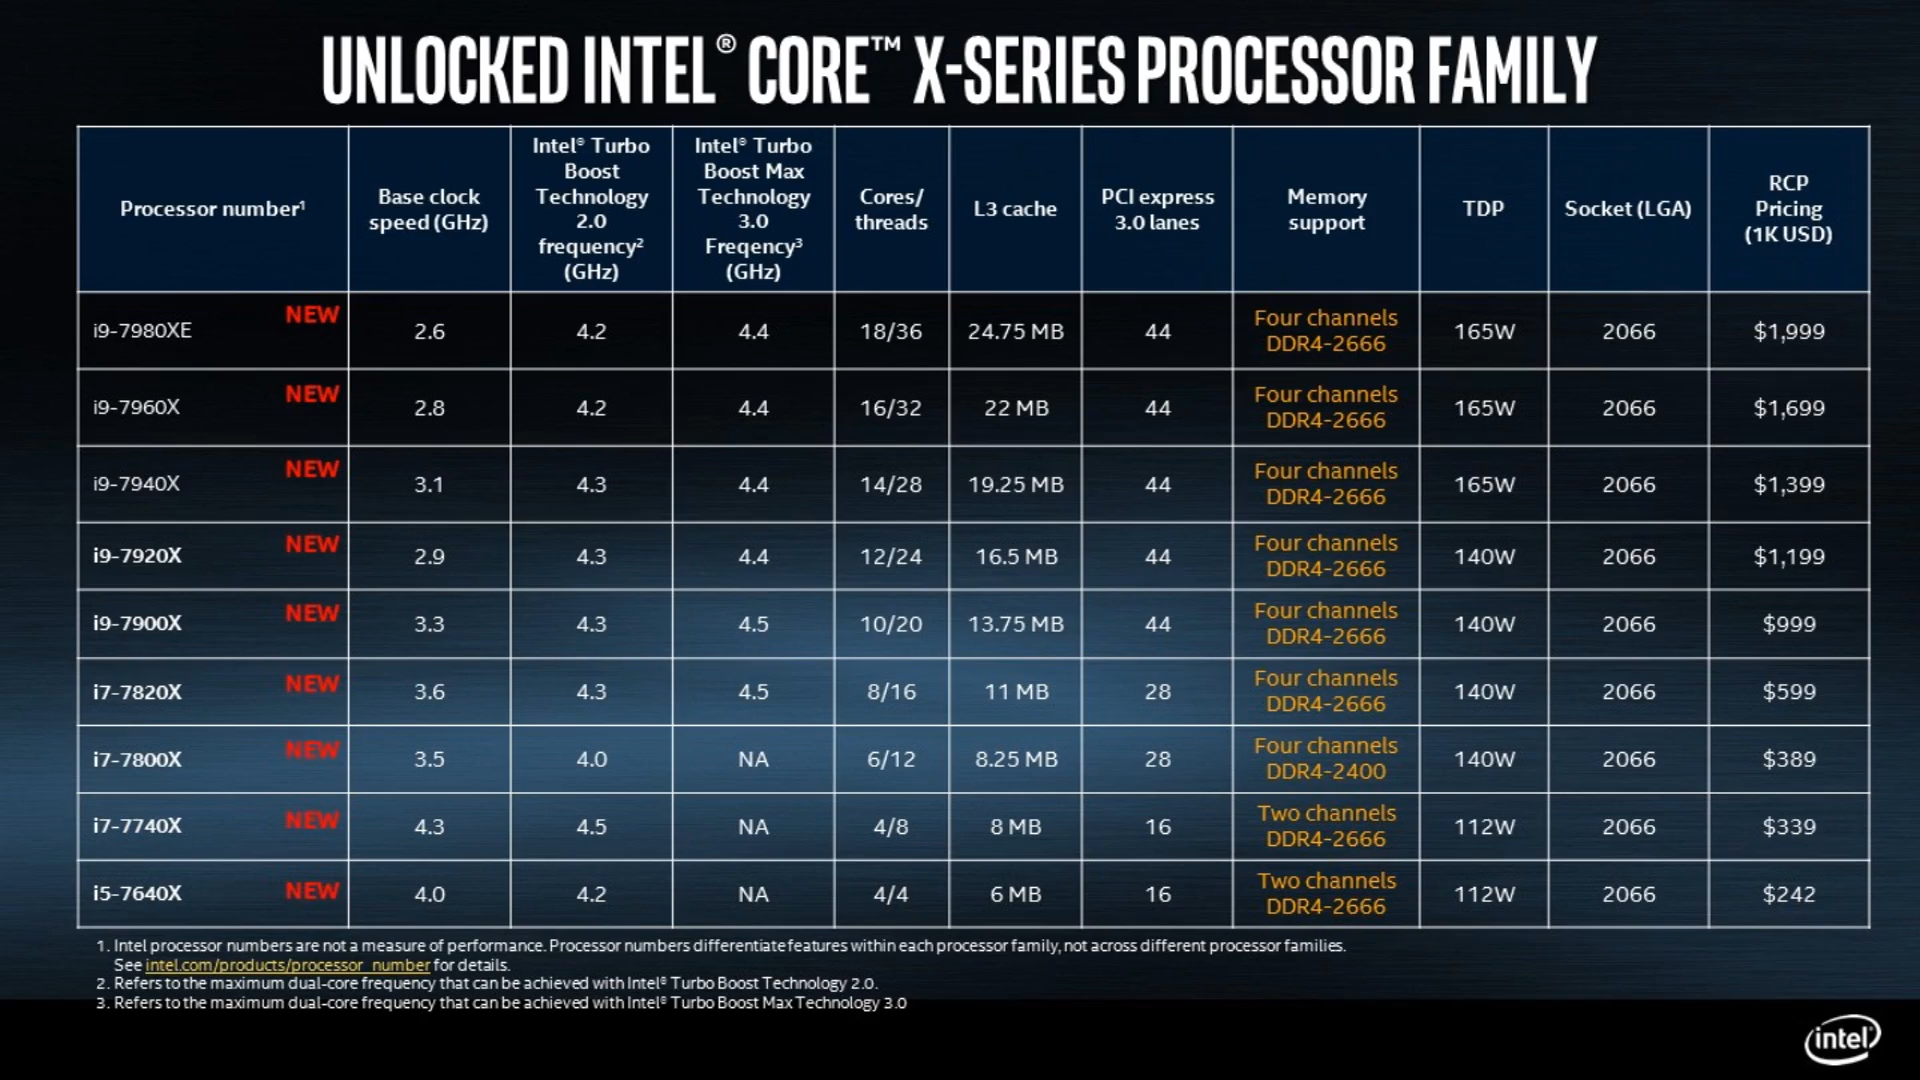 UNLOCKED INTEL® CORE™ X-SERIES PROCESSOR FAMILY
Processor number¹
Base clock
speed (GHz)
Intel® Turbo
Boost
Technology
2.0
frequency²
(GHz)
Intel® Turbo
Boost Max
Technology
3.0
Freqency³
(GHz)
Cores/
threads
L3 cache
PCI express
3.0 lanes
Memory
support
TDP
Socket (LGA)
RCP
Pricing
(1K USD)
i9-7980XE NEW 2.6 4.2 4.4 18/36 24.75 MB 44 Four channels DDR4-2666 165W 2066 $1,999
i9-7960X NEW 2.8 4.2 4.4 16/32 22 MB 44 Four channels DDR4-2666 165W 2066 $1,699
i9-7940X NEW 3.1 4.3 4.4 14/28 19.25 MB 44 Four channels DDR4-2666 165W 2066 $1,399
i9-7920X NEW 2.9 4.3 4.4 12/24 16.5 MB 44 Four channels DDR4-2666 140W 2066 $1,199
i9-7900X NEW 3.3 4.3 4.5 10/20 13.75 MB 44 Four channels DDR4-2666 140W 2066 $999
i7-7820X NEW 3.6 4.3 4.5 8/16 11 MB 28 Four channels DDR4-2666 140W 2066 $599
i7-7800X NEW 3.5 4.0 NA 6/12 8.25 MB 28 Four channels DDR4-2400 140W 2066 $389
i7-7740X NEW 4.3 4.5 NA 4/8 8 MB 16 Two channels DDR4-2666 112W 2066 $339
i5-7640X NEW 4.0 4.2 NA 4/4 6 MB 16 Two channels DDR4-2666 112W 2066 $242
1. Intel processor numbers are not a measure of performance. Processor numbers differentiate features within each processor family, not across different processor families.
See intel.com/products/processor_number for details.
2. Refers to the maximum dual-core frequency that can be achieved with Intel® Turbo Boost Technology 2.0.
3. Refers to the maximum dual-core frequency that can be achieved with Intel® Turbo Boost Max Technology 3.0
intel